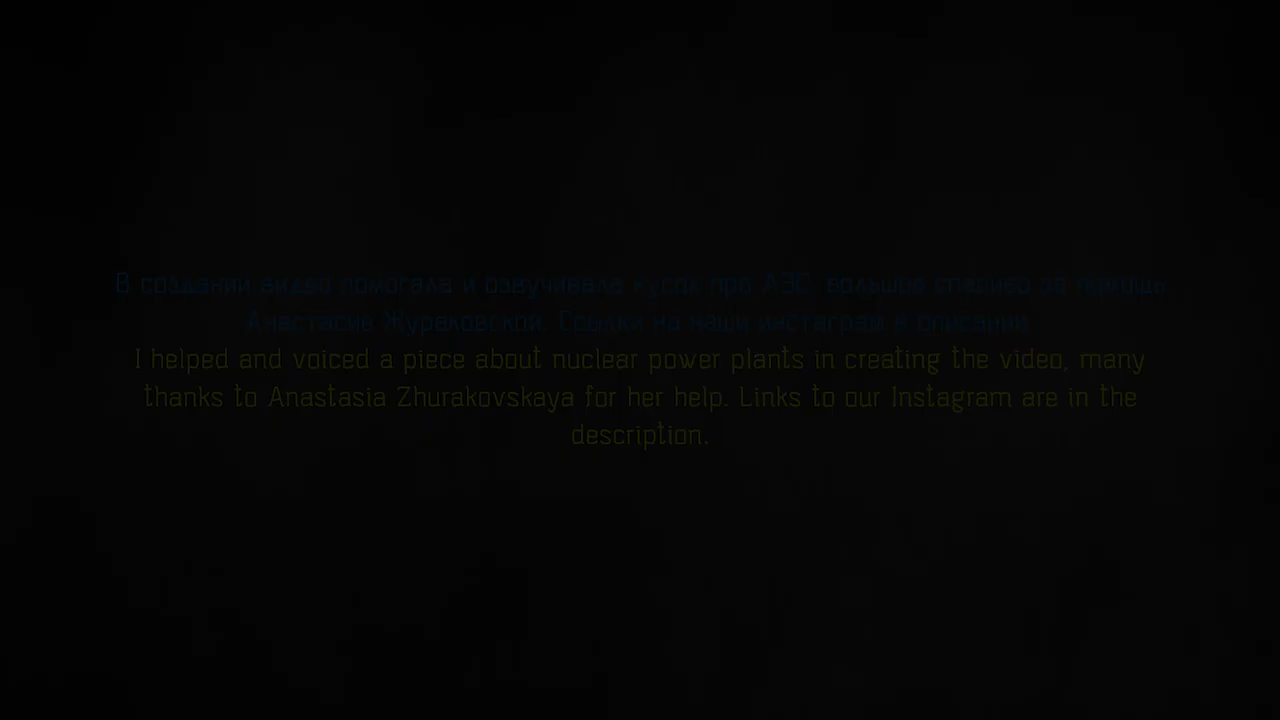 В создании видео помогала и озвучивала кусок про АЭС, большое спасибо за помощь
Анастасии Жураковской. Ссылки на наши инстаграм в описании.
I helped and voiced a piece about nuclear power plants in creating the video, many
thanks to Anastasia Zhurakovskaya for her help. Links to our Instagram are in the
description.